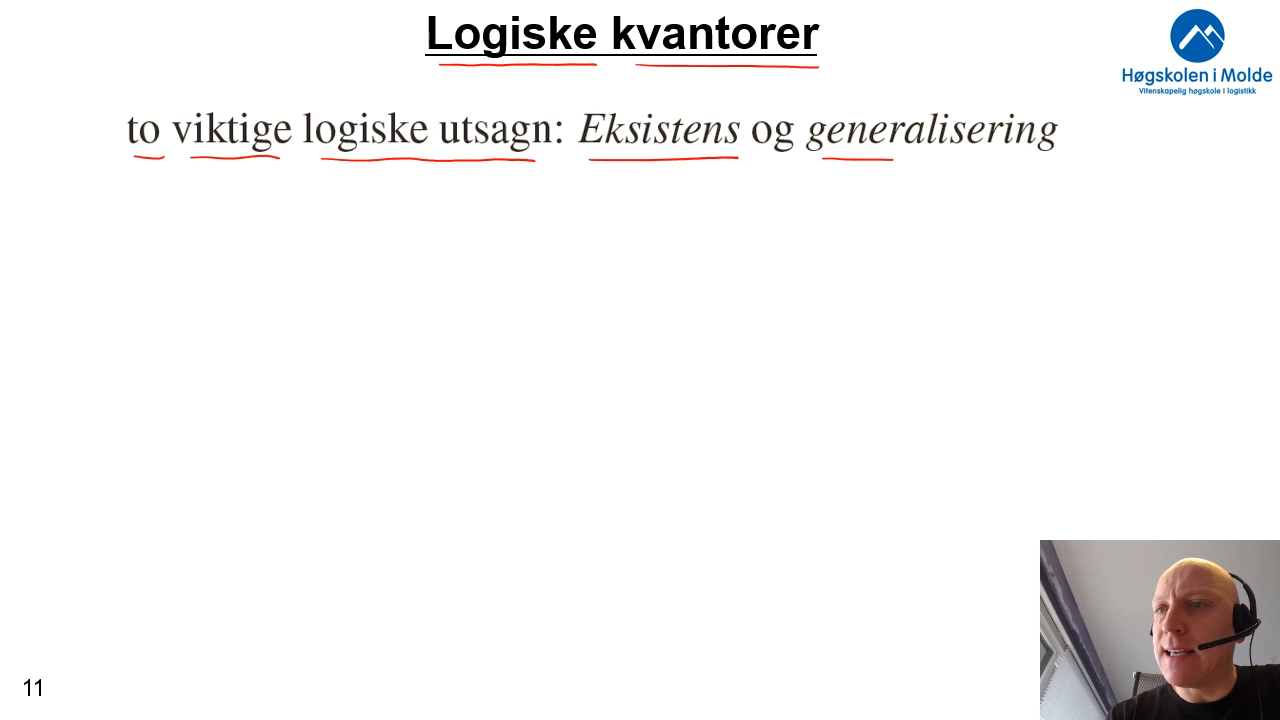 Logiske kvantorer
Høgskolen i Molde
Vitenskapelig høgskole i logistikk
to viktige logiske utsagn: Eksistens og generalisering
11